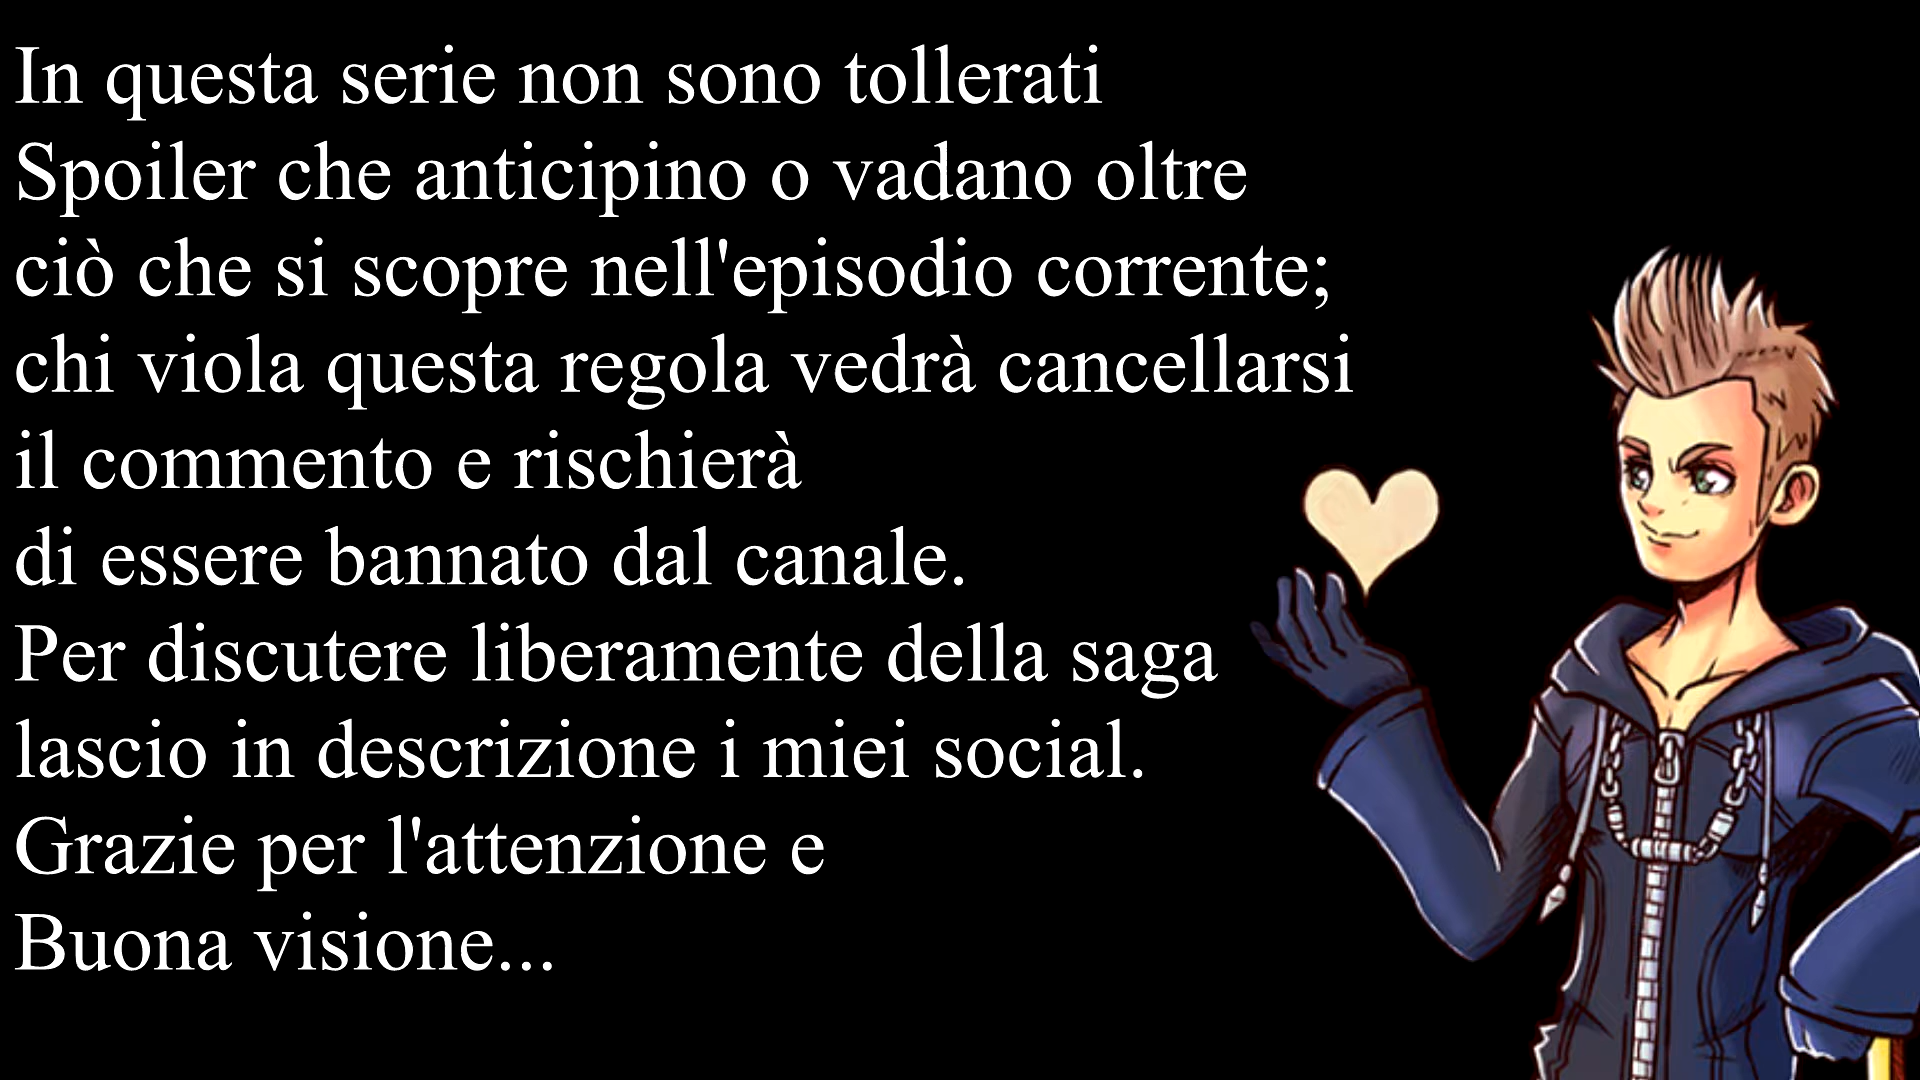 In questa serie non sono tollerati
Spoiler che anticipino o vadano oltre
ciò che si scopre nell'episodio corrente;
chi viola questa regola vedrà cancellarsi
il commento e rischierà
di essere bannato dal canale.
Per discutere liberamente della saga
lascio in descrizione i miei social.
Grazie per l'attenzione e
Buona visione...